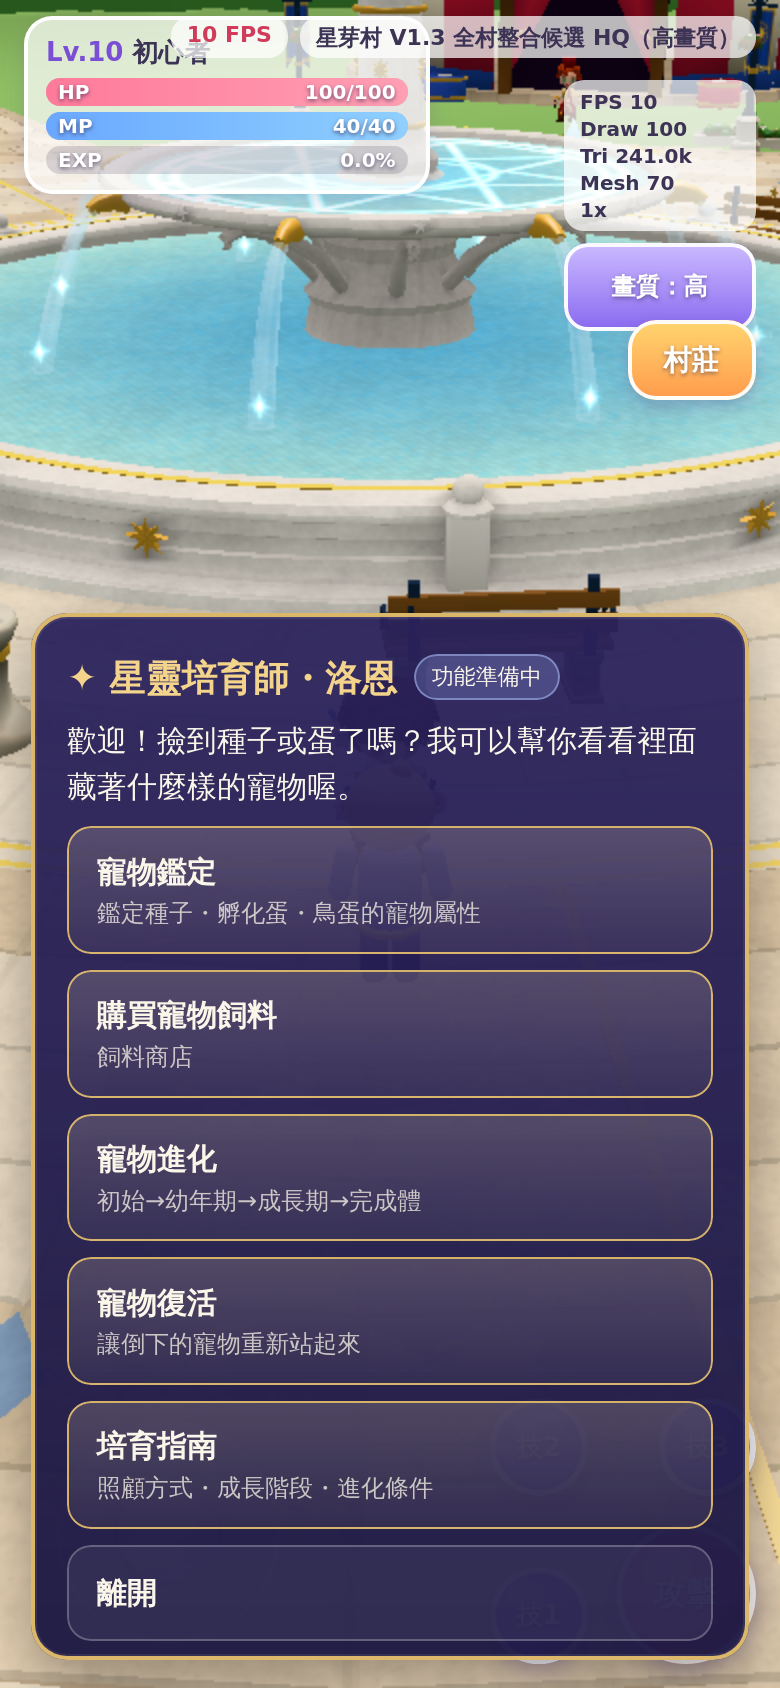 Lv.10 初心者
10 FPS
星芽村 V1.3 全村整合候選 HQ（高畫質）
HP 100/100
MP 40/40
EXP 0.0%
FPS 10
Draw 100
Tri 241.0k
Mesh 70
1x
畫質：高
村莊
✦ 星靈培育師・洛恩 功能準備中
歡迎！撿到種子或蛋了嗎？我可以幫你看看裡面
藏著什麼樣的寵物喔。
寵物鑑定
鑑定種子・孵化蛋・鳥蛋的寵物屬性
購買寵物飼料
飼料商店
寵物進化
初始→幼年期→成長期→完成體
寵物復活
讓倒下的寵物重新站起來
培育指南
照顧方式・成長階段・進化條件
技2 技3
離開
技1 攻擊